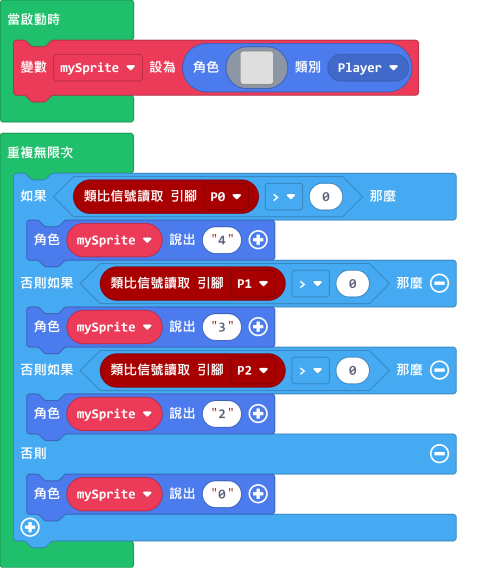 當啟動時
變數 mySprite 設為 角色 類別 Player
重複無限次
如果 類比信號讀取 引腳 P0 > 0 那麼
角色 mySprite 說出 "4"
否則如果 類比信號讀取 引腳 P1 > 0 那麼
角色 mySprite 說出 "3"
否則如果 類比信號讀取 引腳 P2 > 0 那麼
角色 mySprite 說出 "2"
否則
角色 mySprite 說出 "0"